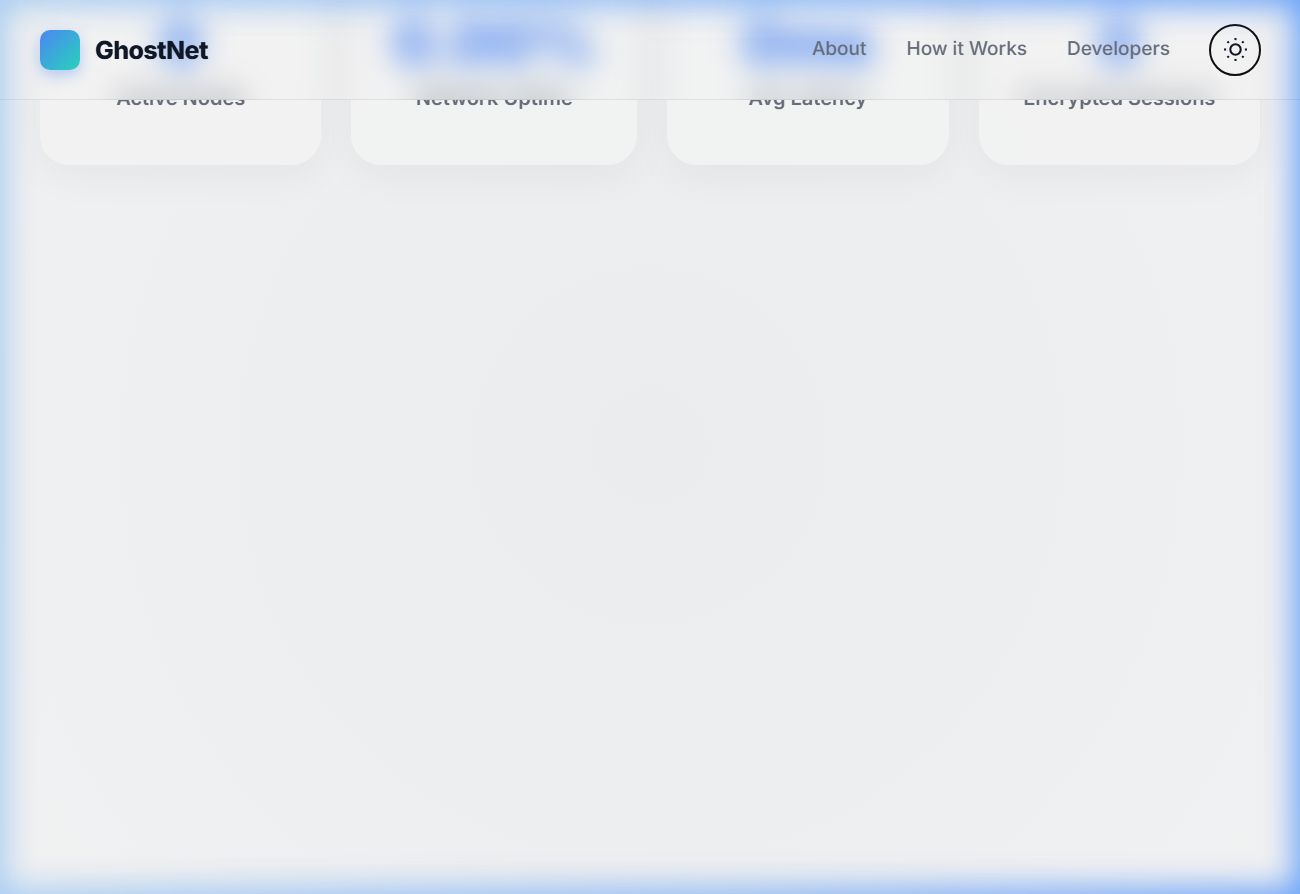 GhostNet
About
How it Works
Developers
Active Nodes
Network Uptime
Avg Latency
Encrypted Sessions